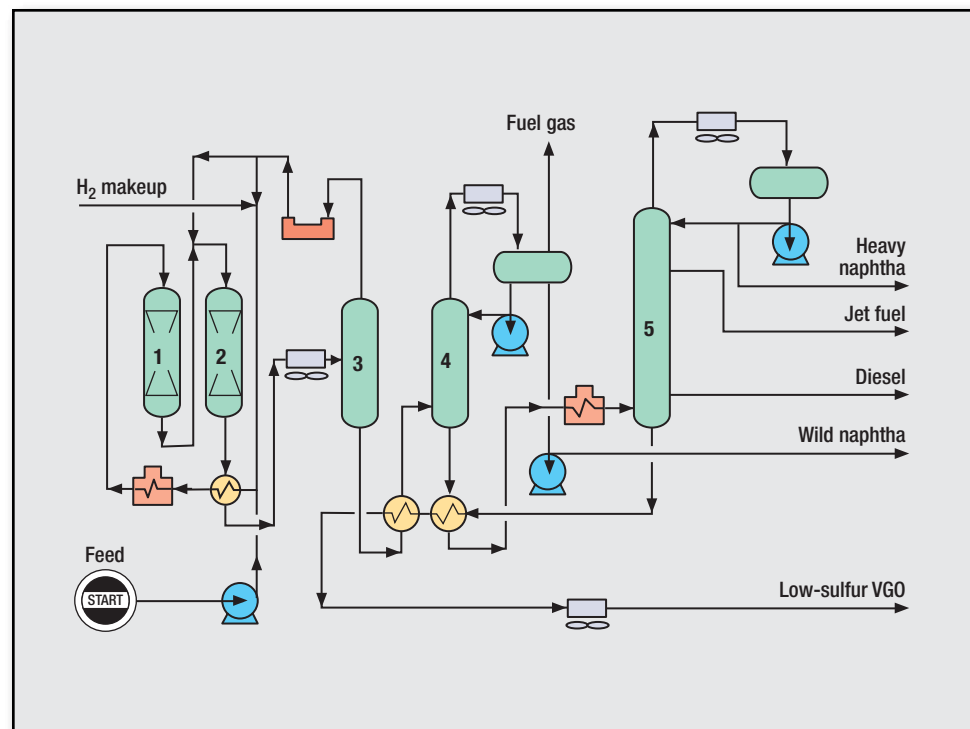 Fuel gas
H₂ makeup
Heavy
naphtha
Jet fuel
5
1
2
3
4
Diesel
Wild naphtha
Feed
START
Low-sulfur VGO